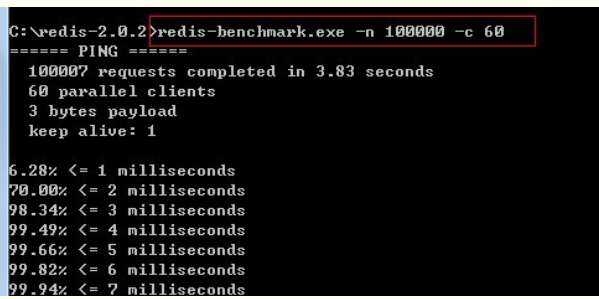 C:\redis-2.0.2>redis-benchmark.exe -n 100000 -c 60
====== PING ======
100007 requests completed in 3.83 seconds
60 parallel clients
3 bytes payload
keep alive: 1
6.28% <= 1 milliseconds
70.00% <= 2 milliseconds
98.34% <= 3 milliseconds
99.49% <= 4 milliseconds
99.66% <= 5 milliseconds
99.82% <= 6 milliseconds
99.94% <= 7 milliseconds